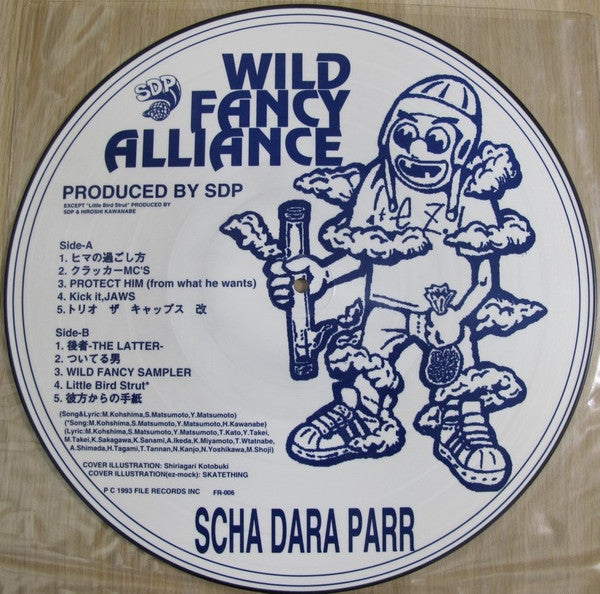 SDP
WILD
FANCY
ALLIANCE
PRODUCED BY SDP
EXCEPT "Little Bird Strut" PRODUCED BY
SDP & HIROSHI KAWANABE
Side-A
1. ヒマの過ごし方
2. クラッカーMC'S
3. PROTECT HIM (from what he wants)
4. Kick it,JAWS
5. トリオ ザ キャップス 改
Side-B
1. 後者-THE LATTER-
2. ついてる男
3. WILD FANCY SAMPLER
4. Little Bird Strut*
5. 彼方からの手紙
(Song&Lyric:M.Kohshima,S.Matsumoto,Y.Matsumoto)
(*Song:M.Kohshima,S.Matsumoto,Y.Matsumoto,H.Kawanabe)
(Lyric:M.Kohshima,S.Matsumoto,Y.Matsumoto,T.Kato,Y.Takei,
M.Takei,K.Sakagawa,K.Sanami,A.Ikeda,K.Miyamoto,T.Wtatnabe,
A.Shimada,H.Tagami,T.Tannan,N.Kanjo,N.Yoshikawa,M.Shoji)
COVER ILLUSTRATION: Shiriagari Kotobuki
COVER ILLUSTRATION(ez-mock): SKATETHING
P C 1993 FILE RECORDS INC FR-006
SCHA DARA PARR